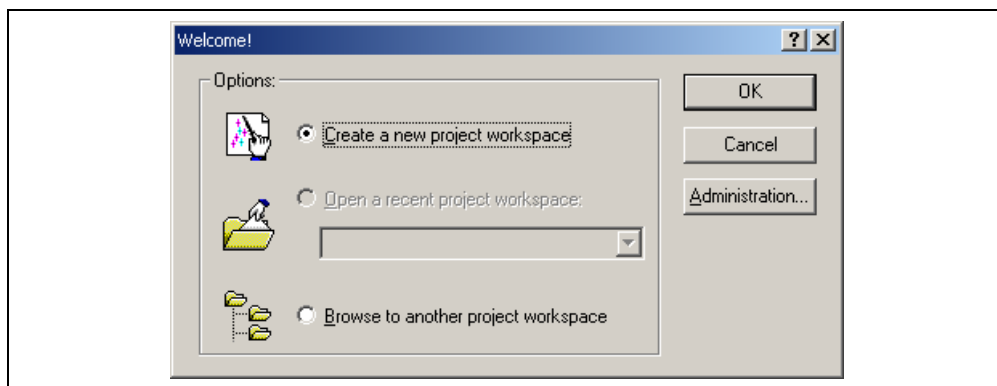 Welcome!
Options:
Create a new project workspace
Open a recent project workspace:
Browse to another project workspace
OK
Cancel
Administration...